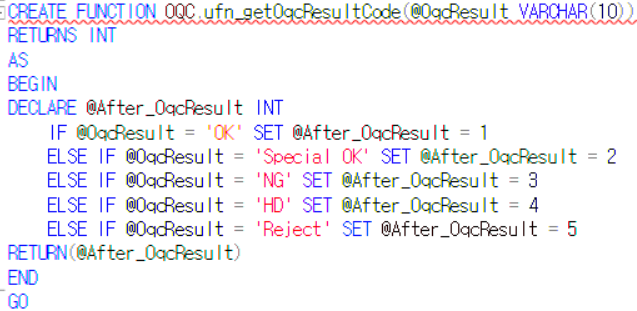 CREATE FUNCTION OQC.ufn_getOqcResultCode(@OqcResult VARCHAR(10))
RETURNS INT
AS
BEGIN
DECLARE @After_OqcResult INT
IF @OqcResult = 'OK' SET @After_OqcResult = 1
ELSE IF @OqcResult = 'Special OK' SET @After_OqcResult = 2
ELSE IF @OqcResult = 'NG' SET @After_OqcResult = 3
ELSE IF @OqcResult = 'HD' SET @After_OqcResult = 4
ELSE IF @OqcResult = 'Reject' SET @After_OqcResult = 5
RETURN(@After_OqcResult)
END
GO